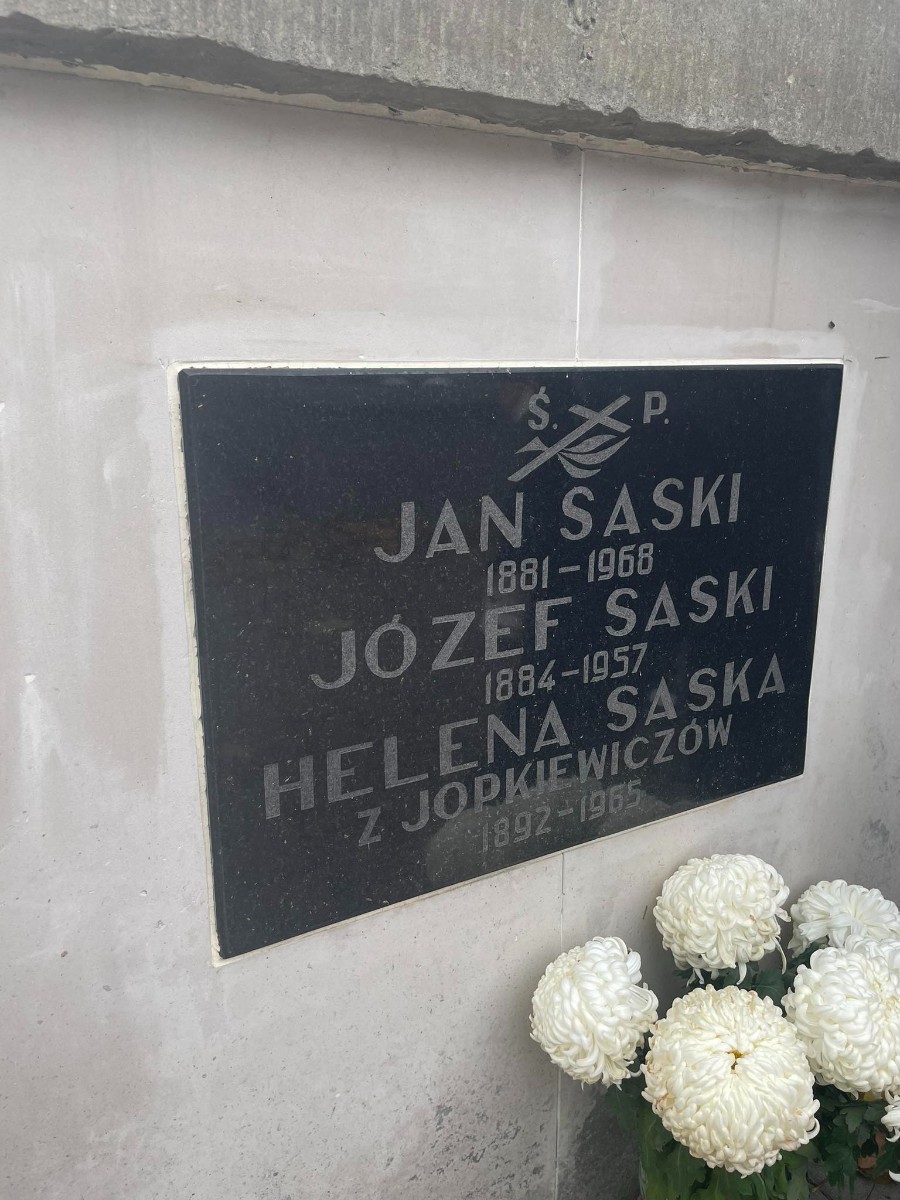 Ś. P.
JAN SASKI
1881-1968
JÓZEF SASKI
1884-1957
HELENA SASKA
Z JOPKIEWICZÓW
1892-1965